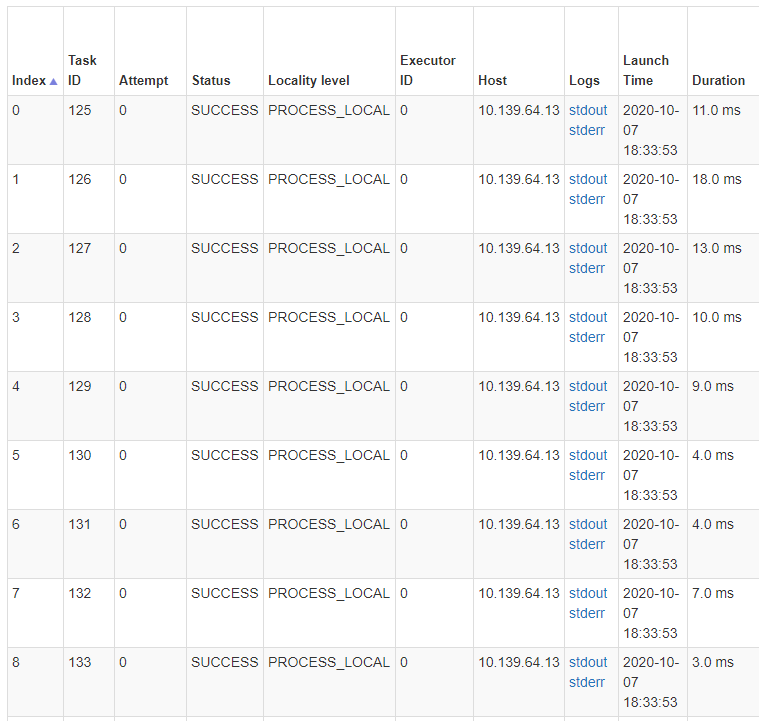 Index Task ID Attempt Status Locality level Executor ID Host Logs Launch Time Duration
0 125 0 SUCCESS PROCESS_LOCAL 0 10.139.64.13 stdout stderr 2020-10-07 18:33:53 11.0 ms
1 126 0 SUCCESS PROCESS_LOCAL 0 10.139.64.13 stdout stderr 2020-10-07 18:33:53 18.0 ms
2 127 0 SUCCESS PROCESS_LOCAL 0 10.139.64.13 stdout stderr 2020-10-07 18:33:53 13.0 ms
3 128 0 SUCCESS PROCESS_LOCAL 0 10.139.64.13 stdout stderr 2020-10-07 18:33:53 10.0 ms
4 129 0 SUCCESS PROCESS_LOCAL 0 10.139.64.13 stdout stderr 2020-10-07 18:33:53 9.0 ms
5 130 0 SUCCESS PROCESS_LOCAL 0 10.139.64.13 stdout stderr 2020-10-07 18:33:53 4.0 ms
6 131 0 SUCCESS PROCESS_LOCAL 0 10.139.64.13 stdout stderr 2020-10-07 18:33:53 4.0 ms
7 132 0 SUCCESS PROCESS_LOCAL 0 10.139.64.13 stdout stderr 2020-10-07 18:33:53 7.0 ms
8 133 0 SUCCESS PROCESS_LOCAL 0 10.139.64.13 stdout stderr 2020-10-07 18:33:53 3.0 ms